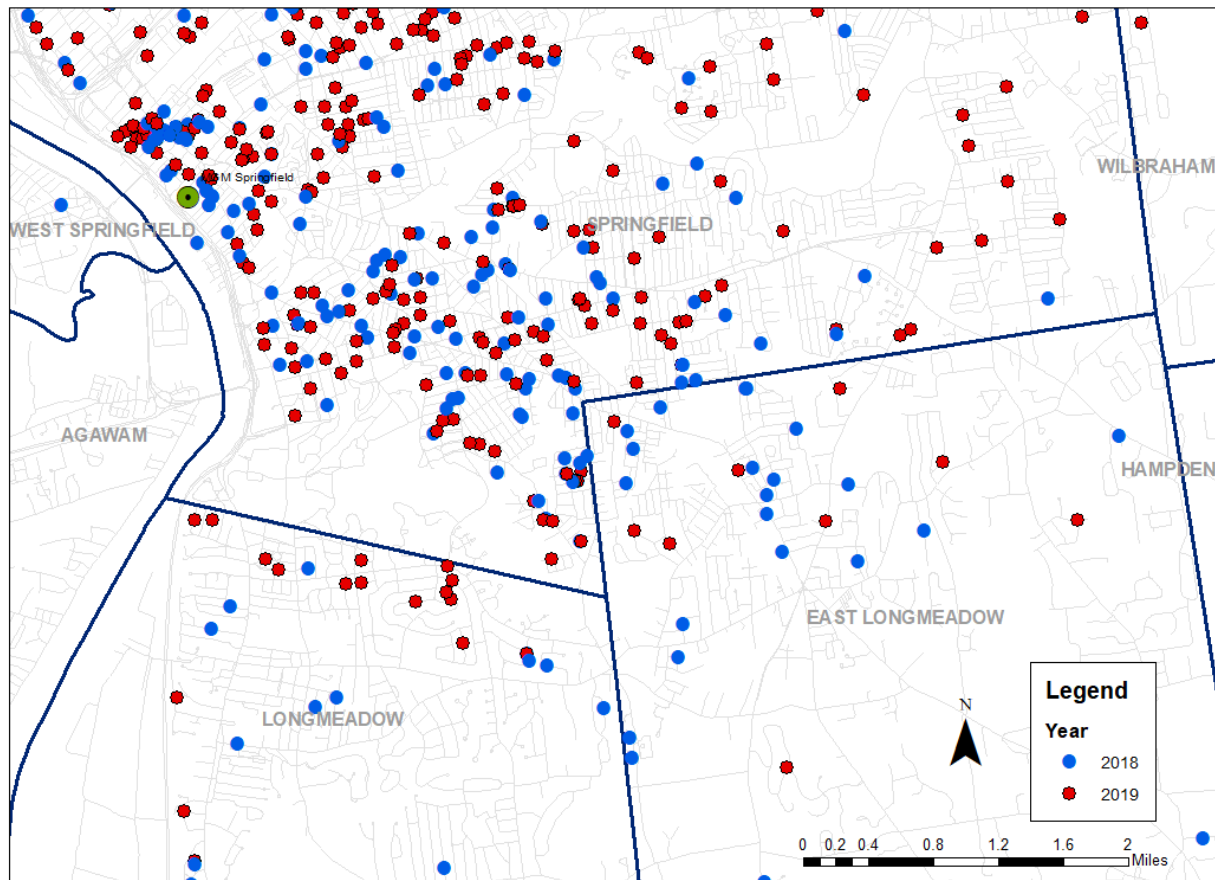 MGM Springfield
WILBRAHAM
WEST SPRINGFIELD
SPRINGFIELD
AGAWAM
HAMPDEN
EAST LONGMEADOW
LONGMEADOW
Legend
Year
2018
2019
N
0 0.2 0.4 0.8 1.2 1.6 2
Miles